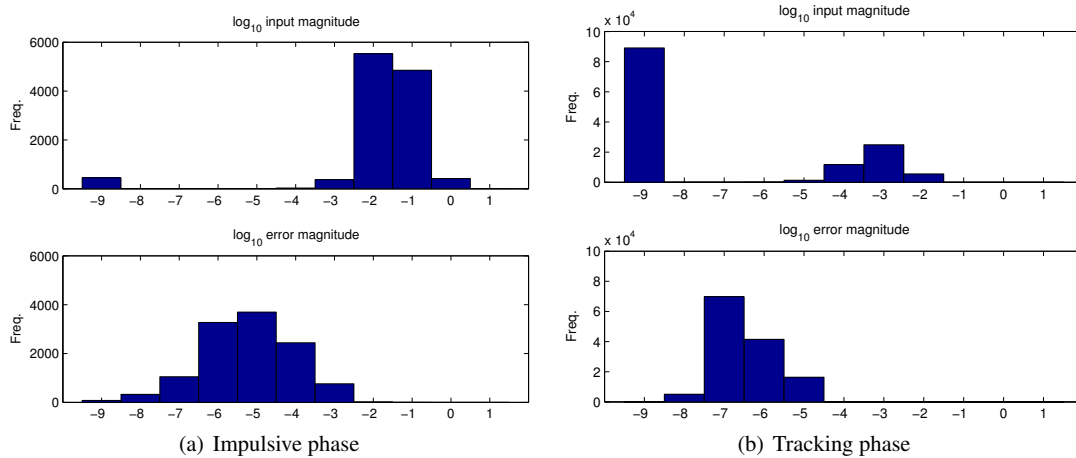 log10 input magnitude
6000
4000
2000
0
Freq.
−9 −8 −7 −6 −5 −4 −3 −2 −1 0 1
log10 error magnitude
6000
4000
2000
0
Freq.
−9 −8 −7 −6 −5 −4 −3 −2 −1 0 1
(a) Impulsive phase
log10 input magnitude
x 10^4
10
8
6
4
2
0
Freq.
−9 −8 −7 −6 −5 −4 −3 −2 −1 0 1
log10 error magnitude
x 10^4
10
8
6
4
2
0
Freq.
−9 −8 −7 −6 −5 −4 −3 −2 −1 0 1
(b) Tracking phase